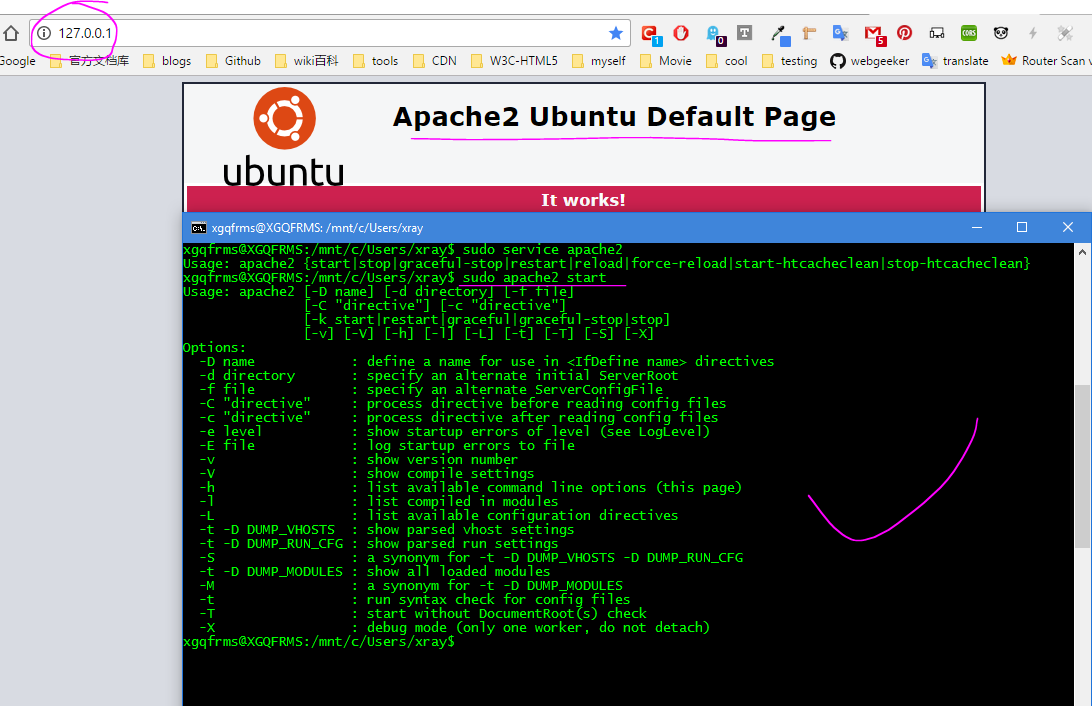 127.0.0.1
1
0
T
5
CORS
Google 官方文档库 blogs Github wiki百科 tools CDN W3C-HTML5 myself Movie cool testing webgeeker translate Router Scan v
ubuntu
Apache2 Ubuntu Default Page
It works!
xgqfrms@XGQFRMS: /mnt/c/Users/xray
xgqfrms@XGQFRMS:/mnt/c/Users/xray$ sudo service apache2
Usage: apache2 {start|stop|graceful-stop|restart|reload|force-reload|start-htcacheclean|stop-htcacheclean}
xgqfrms@XGQFRMS:/mnt/c/Users/xray$ sudo apache2 start
Usage: apache2 [-D name] [-d directory] [-f file]
               [-C "directive"] [-c "directive"]
               [-k start|restart|graceful|graceful-stop|stop]
               [-v] [-V] [-h] [-l] [-L] [-t] [-T] [-S] [-X]
Options:
  -D name            : define a name for use in <IfDefine name> directives
  -d directory       : specify an alternate initial ServerRoot
  -f file            : specify an alternate ServerConfigFile
  -C "directive"     : process directive before reading config files
  -c "directive"     : process directive after reading config files
  -e level           : show startup errors of level (see LogLevel)
  -E file            : log startup errors to file
  -v                 : show version number
  -V                 : show compile settings
  -h                 : list available command line options (this page)
  -l                 : list compiled in modules
  -L                 : list available configuration directives
  -t -D DUMP_VHOSTS  : show parsed vhost settings
  -t -D DUMP_RUN_CFG : show parsed run settings
  -S                 : a synonym for -t -D DUMP_VHOSTS -D DUMP_RUN_CFG
  -t -D DUMP_MODULES : show all loaded modules
  -M                 : a synonym for -t -D DUMP_MODULES
  -t                 : run syntax check for config files
  -T                 : start without DocumentRoot(s) check
  -X                 : debug mode (only one worker, do not detach)
xgqfrms@XGQFRMS:/mnt/c/Users/xray$